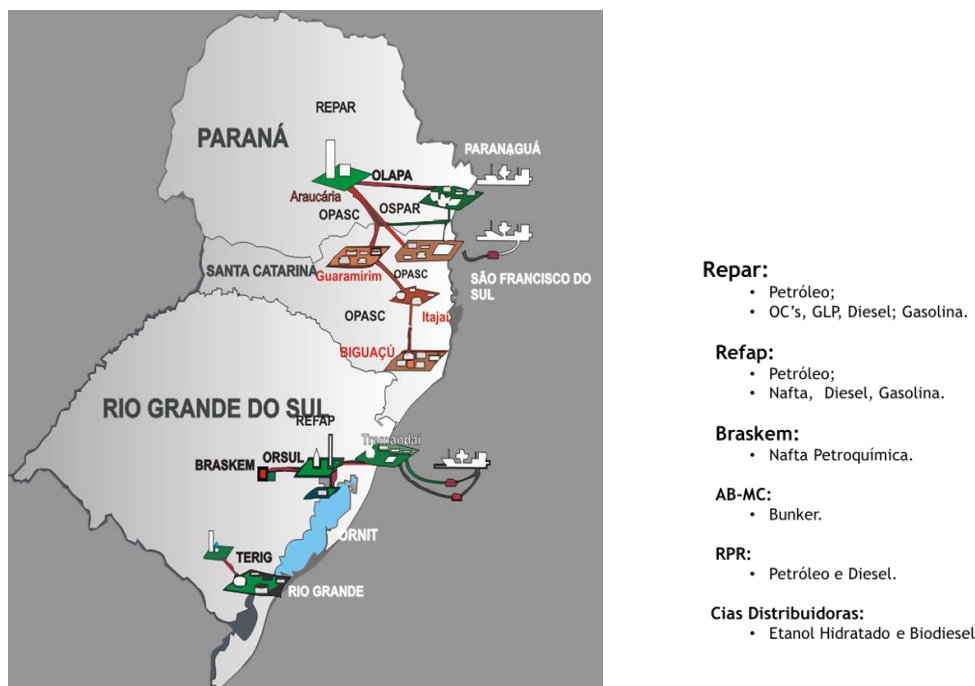 REPAR
PARANÁ
PARANAGUÁ
OLAPA
Araucária
OPASC
OSPAR
SANTA CATARINA
Guaramirim
OPASC
SÃO FRANCISCO DO
SUL
OPASC
Itajaí
BIGUAÇÚ
RIO GRANDE DO SUL
REFAP
Tramandaí
BRASKEM
ORSUL
ORNIT
TERIG
RIO GRANDE
Repar:
• Petróleo;
• OC's, GLP, Diesel; Gasolina.
Refap:
• Petróleo;
• Nafta, Diesel, Gasolina.
Braskem:
• Nafta Petroquímica.
AB-MC:
• Bunker.
RPR:
• Petróleo e Diesel.
Cias Distribuidoras:
• Etanol Hidratado e Biodiesel